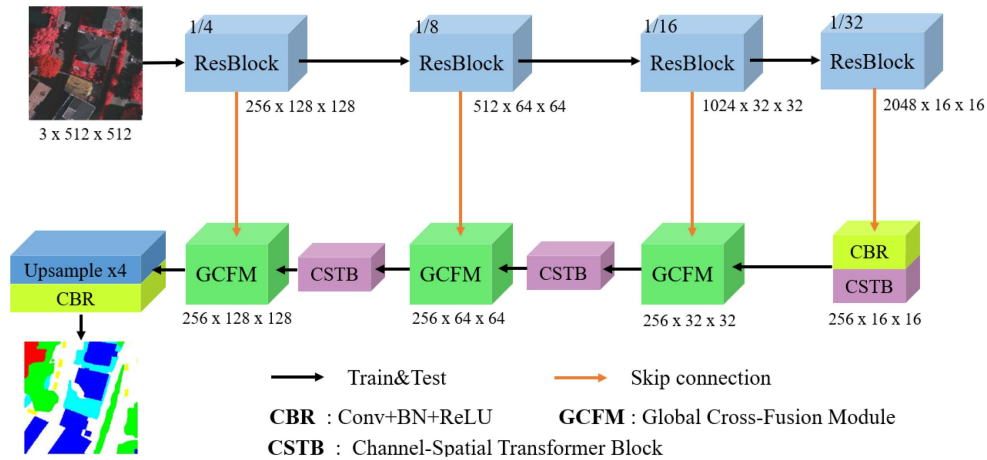 1/4
1/8
1/16
1/32
ResBlock
ResBlock
ResBlock
ResBlock
256 x 128 x 128
512 x 64 x 64
1024 x 32 x 32
2048 x 16 x 16
3 x 512 x 512
Upsample x4
CBR
GCFM
CSTB
GCFM
CSTB
GCFM
CBR
CSTB
256 x 128 x 128
256 x 64 x 64
256 x 32 x 32
256 x 16 x 16
Train&Test
Skip connection
CBR : Conv+BN+ReLU
GCFM : Global Cross-Fusion Module
CSTB : Channel-Spatial Transformer Block